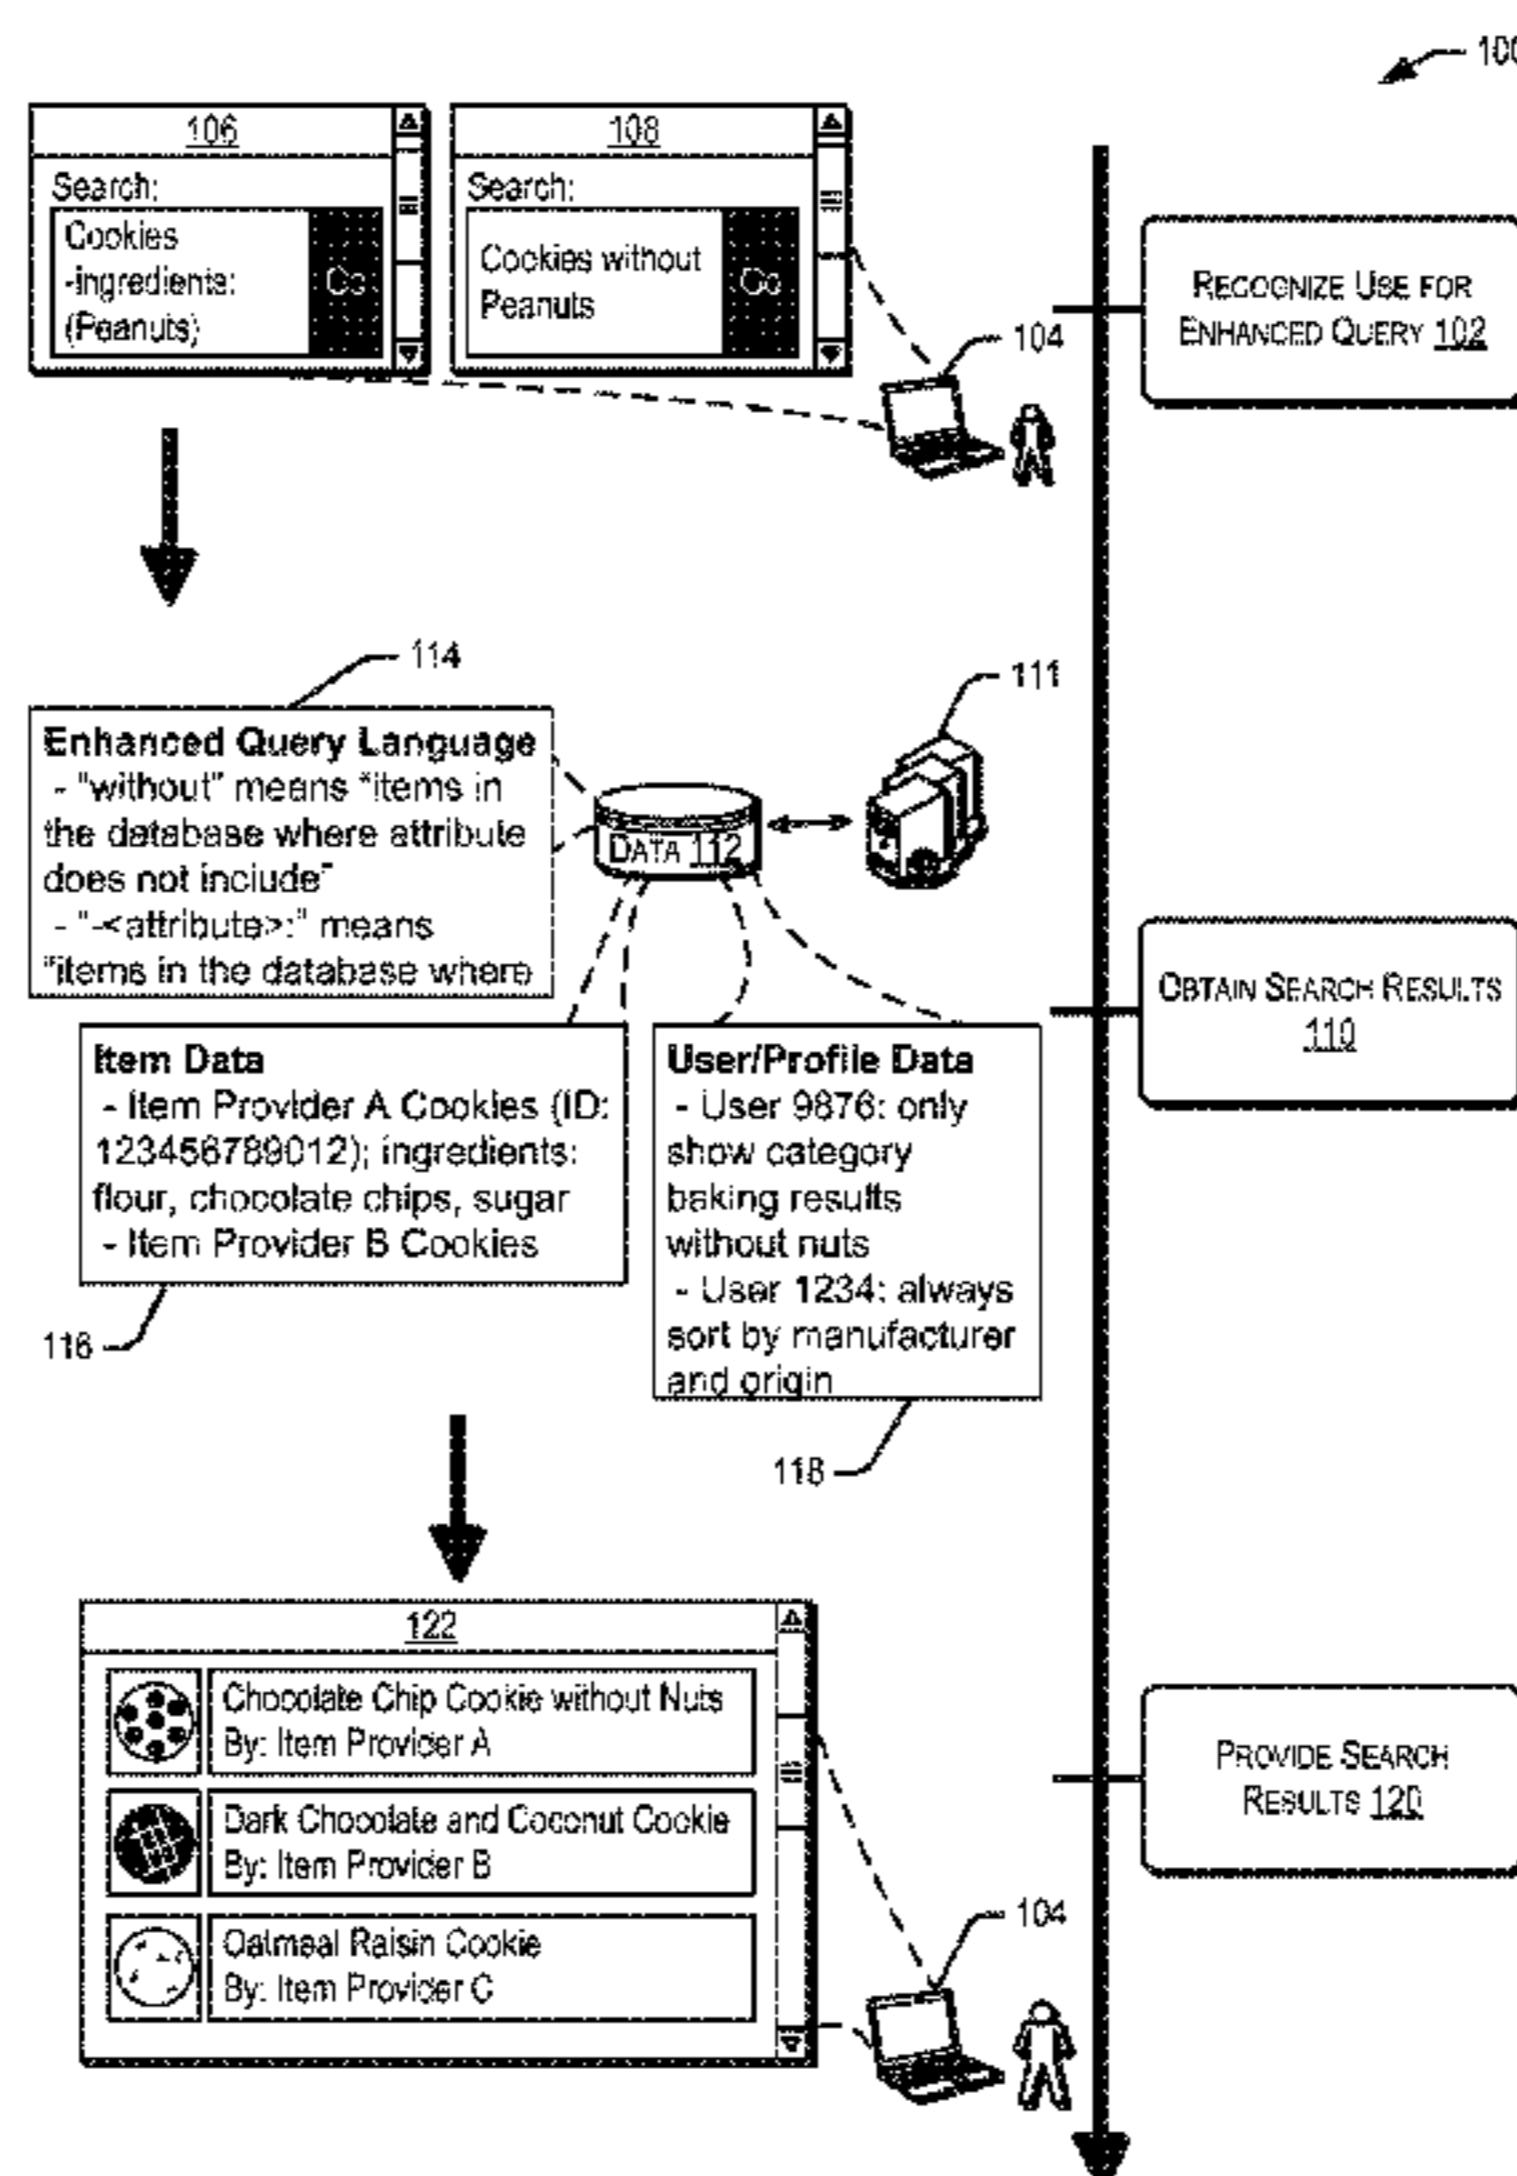 100
106
Search:
Cookies
-ingredients:
(Peanuts)
Go
108
Search:
Cookies without
Peanuts
Go
104
RECOGNIZE USE FOR
ENHANCED QUERY 102
114
111
Enhanced Query Language
- "without" means "items in
the database where attribute
does not include"
- "-<attribute>:" means
"items in the database where
DATA 112
OBTAIN SEARCH RESULTS
110
Item Data
- Item Provider A Cookies (ID:
123456789012); ingredients:
flour, chocolate chips, sugar
- Item Provider B Cookies
116
User/Profile Data
- User 9876: only
show category
baking results
without nuts
- User 1234: always
sort by manufacturer
and origin
118
122
Chocolate Chip Cookie without Nuts
By: Item Provider A
Dark Chocolate and Coconut Cookie
By: Item Provider B
Oatmeal Raisin Cookie
By: Item Provider C
PROVIDE SEARCH
RESULTS 120
104